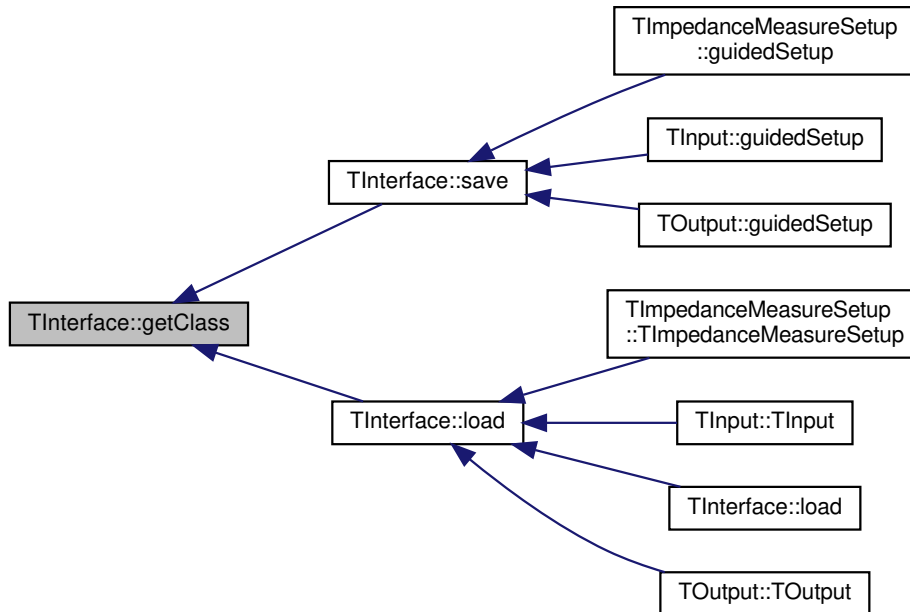 TImpedanceMeasureSetup
::guidedSetup
TInput::guidedSetup
TInterface::save
TOutput::guidedSetup
TInterface::getClass
TImpedanceMeasureSetup
::TImpedanceMeasureSetup
TInterface::load
TInput::TInput
TInterface::load
TOutput::TOutput